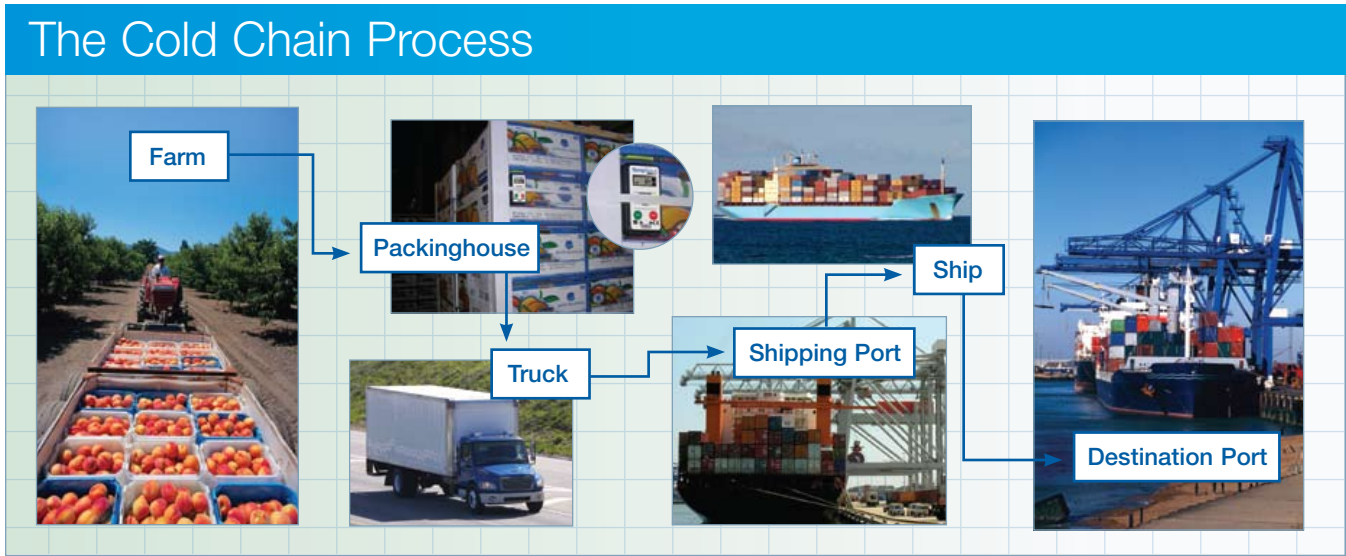 The Cold Chain Process
Farm
Packinghouse
Truck
Shipping Port
Ship
Destination Port